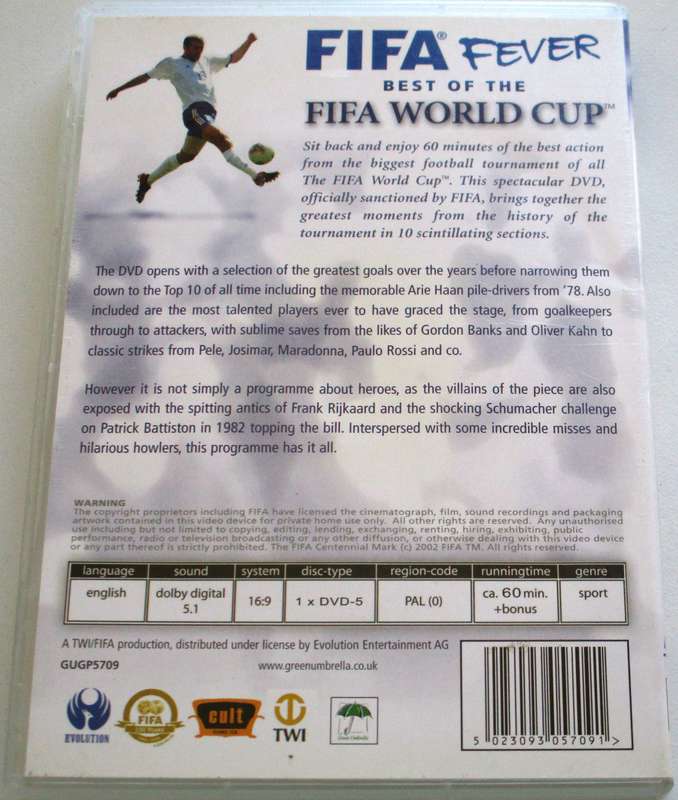 FIFA® FEVER
BEST OF THE
FIFA WORLD CUP™
Sit back and enjoy 60 minutes of the best action
from the biggest football tournament of all
The FIFA World Cup™. This spectacular DVD,
officially sanctioned by FIFA, brings together the
greatest moments from the history of the
tournament in 10 scintillating sections.
The DVD opens with a selection of the greatest goals over the years before narrowing them
down to the Top 10 of all time including the memorable Arie Haan pile-drivers from '78. Also
included are the most talented players ever to have graced the stage, from goalkeepers
through to attackers, with sublime saves from the likes of Gordon Banks and Oliver Kahn to
classic strikes from Pele, Josimar, Maradonna, Paulo Rossi and co.
However it is not simply a programme about heroes, as the villains of the piece are also
exposed with the spitting antics of Frank Rijkaard and the shocking Schumacher challenge
on Patrick Battiston in 1982 topping the bill. Interspersed with some incredible misses and
hilarious howlers, this programme has it all.
WARNING
The copyright proprietors including FIFA have licensed the cinematograph, film, sound recordings and packaging
artwork contained in this video device for private home use only. All other rights are reserved. Any unauthorised
use including but not limited to copying, editing, lending, exchanging, renting, hiring, exhibiting, public
performance, radio or television broadcasting or any other diffusion, or otherwise dealing with this video device
or any part thereof is strictly prohibited. The FIFA Centennial Mark (c) 2002 FIFA TM. All rights reserved.
language sound system disc-type region-code runningtime genre
english dolby digital 5.1 16:9 1 x DVD-5 PAL (0) ca. 60 min. +bonus sport
A TWI/FIFA production, distributed under license by Evolution Entertainment AG
GUGP5709 www.greenumbrella.co.uk
EVOLUTION FIFA cult TWI Green Umbrella
5 023093 057091 >